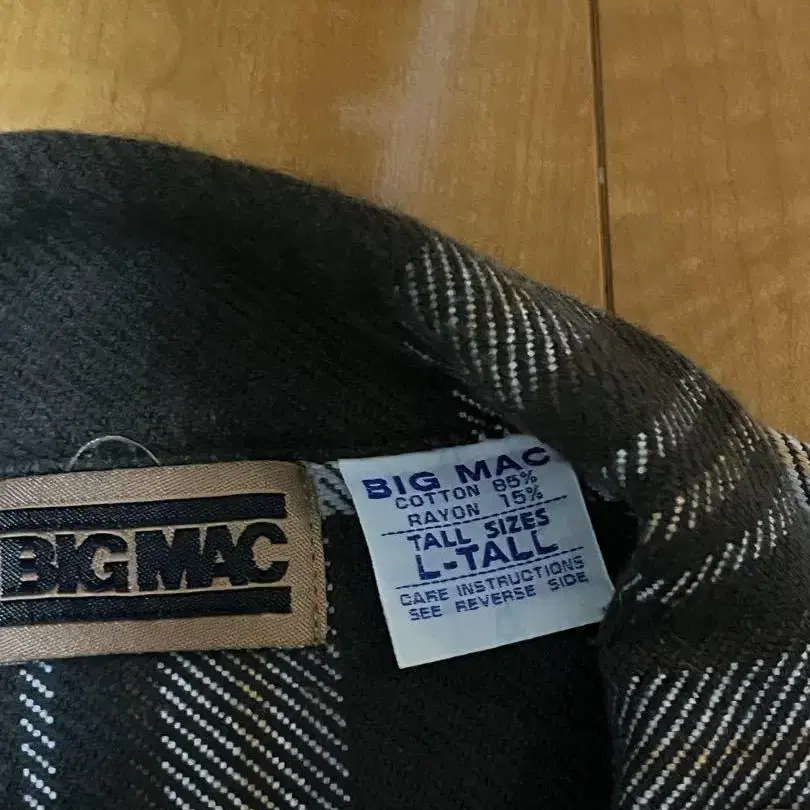 BIG MAC
BIG MAC
COTTON 85%
RAYON 15%
TALL SIZES
L-TALL
CARE INSTRUCTIONS
SEE REVERSE SIDE